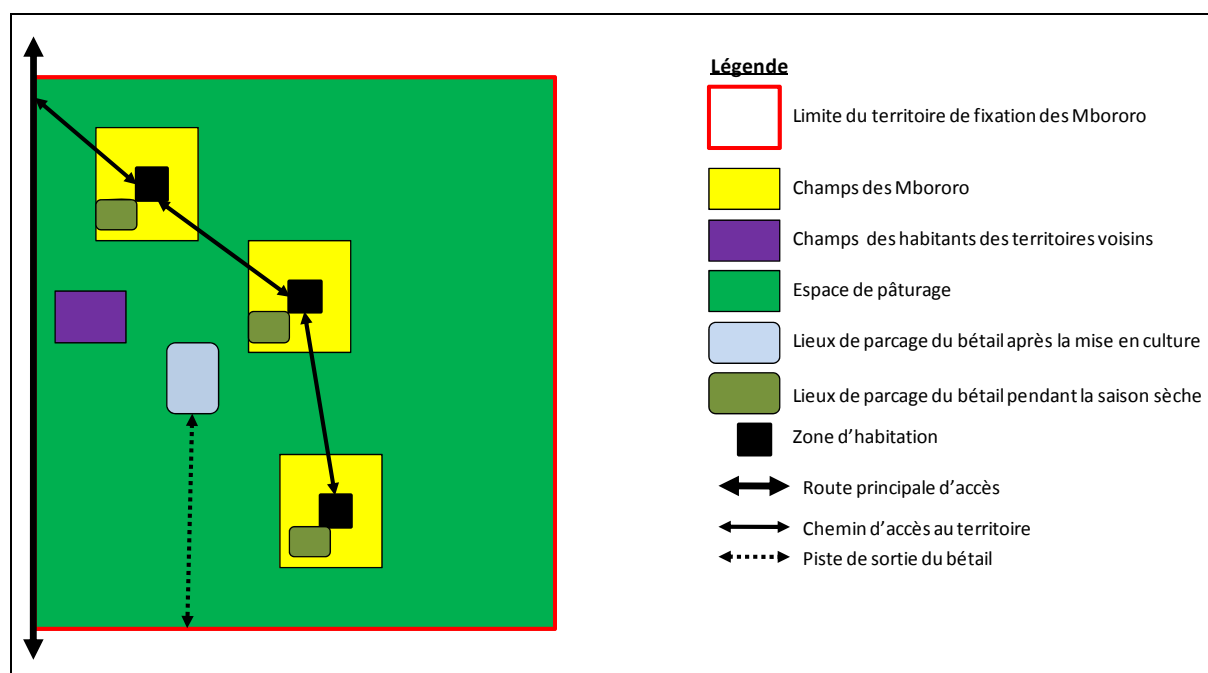 Légende
Limite du territoire de fixation des Mbororo
Champs des Mbororo
Champs des habitants des territoires voisins
Espace de pâturage
Lieux de parcage du bétail après la mise en culture
Lieux de parcage du bétail pendant la saison sèche
Zone d'habitation
Route principale d'accès
Chemin d'accès au territoire
Piste de sortie du bétail